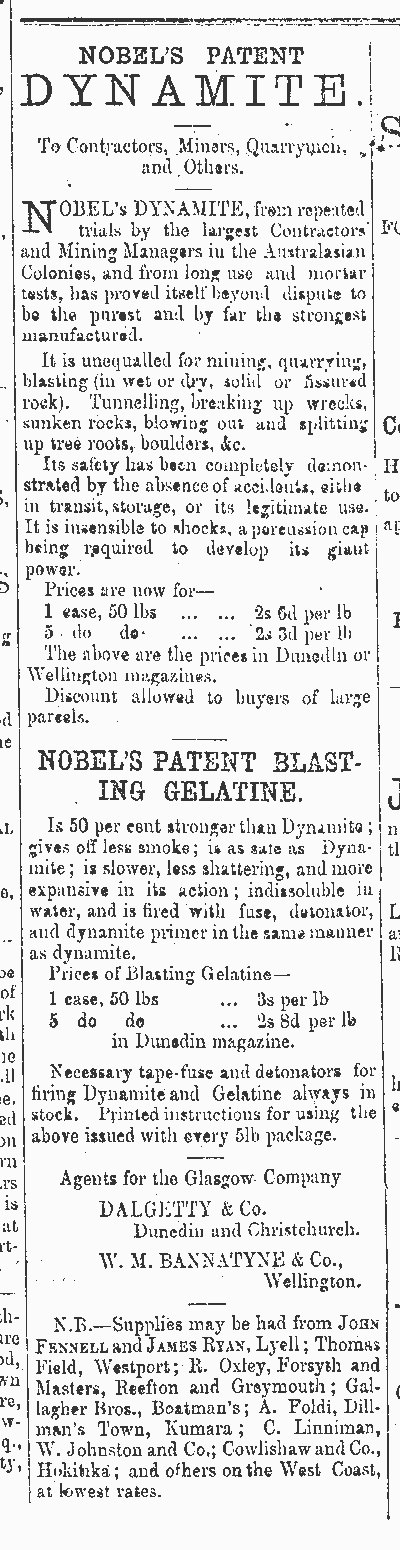 NOBEL'S PATENT
DYNAMITE.
To Contractors, Miners, Quarrymen,
and Others.
NOBEL's DYNAMITE, from repeated
trials by the largest Contractors'
and Mining Managers in the Australasian
Colonies, and from long use and mortar
tests, has proved itself beyond dispute to
be the purest and by far the strongest
manufactured.
It is unequalled for mining, quarrying,
blasting (in wet or dry, solid or fissured
rock). Tunnelling, breaking up wrecks,
sunken rocks, blowing out and splitting
up tree roots, boulders, &c.
Its safety has been completely demon-
strated by the absence of accidents, eithe
in transit, storage, or its legitimate use.
It is insensible to shocks, a percussion cap
being required to develop its giant
power.
Prices are now for—
1 case, 50 lbs ... ... 2s 6d per lb
5 do do ... ... 2s 3d per lb
The above are the prices in Dunedin or
Wellington magazines.
Discount allowed to buyers of large
parcels.
NOBEL'S PATENT BLAST-
ING GELATINE.
Is 50 per cent stronger than Dynamite;
gives off less smoke; is as safe as Dyna-
mite; is slower, less shattering, and more
expansive in its action; indissoluble in
water, and is fired with fuse, detonator,
and dynamite primer in the same manner
as dynamite.
Prices of Blasting Gelatine—
1 case, 50 lbs ... 3s per lb
5 do do ... 2s 8d per lb
in Dunedin magazine.
Necessary tape-fuse and detonators for
firing Dynamite and Gelatine always in
stock. Printed instructions for using the
above issued with every 5lb package.
Agents for the Glasgow Company
DALGETTY & Co.
Dunedin and Christchurch.
W. M. BANNATYNE & Co.,
Wellington.
N.B.—Supplies may be had from JOHN
FENNELL and JAMES RYAN, Lyell; Thomas
Field, Westport; R. Oxley, Forsyth and
Masters, Reefton and Greymouth; Gal-
lagher Bros., Boatman's; A. Foldi, Dill-
man's Town, Kumara; C. Linniman,
W. Johnston and Co,; Cowlishaw and Co.,
Hokitika; and others on the West Coast,
at lowest rates.